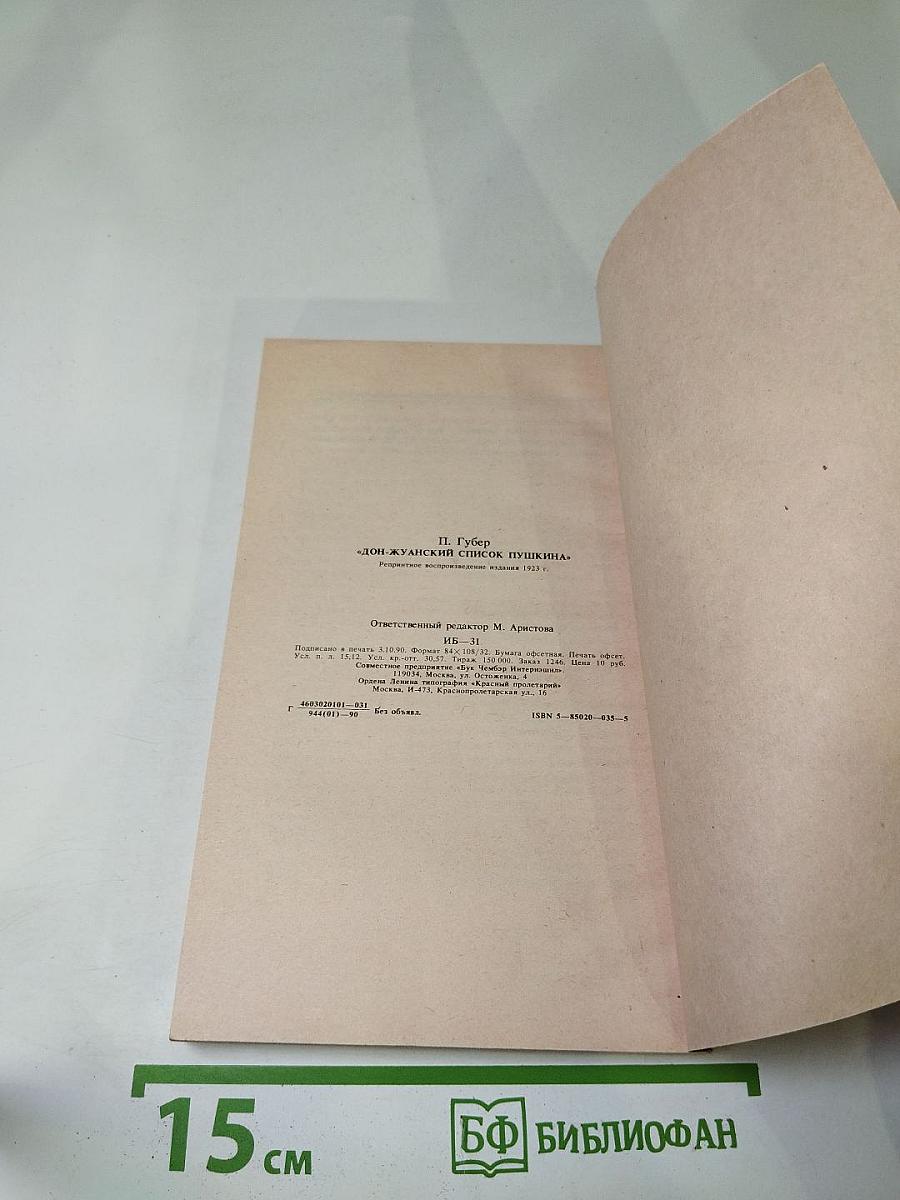 П. Губер
«ДОН-ЖУАНСКИЙ СПИСОК ПУШКИНА»
Репринтное воспроизведение издания 1923 г.
Ответственный редактор М. Аристова
ИБ—31
Подписано в печать 3.10.90. Формат 84×108/32. Бумага офсетная. Печать офсет.
Усл. п. л. 15,12. Усл. кр.-отт. 30,57. Тираж 150 000. Заказ 1246. Цена 10 руб.
Совместное предприятие «Бук Чембэр Интернэшнл».
119034, Москва, ул. Остоженка, 4
Ордена Ленина типография «Красный пролетарий»
Москва, И-473, Краснопролетарская ул., 16
Г 4603020101—031
944(01)—90 Без объявл.
ISBN 5—85020—035—5
15 см
БФ БИБЛИОФАН